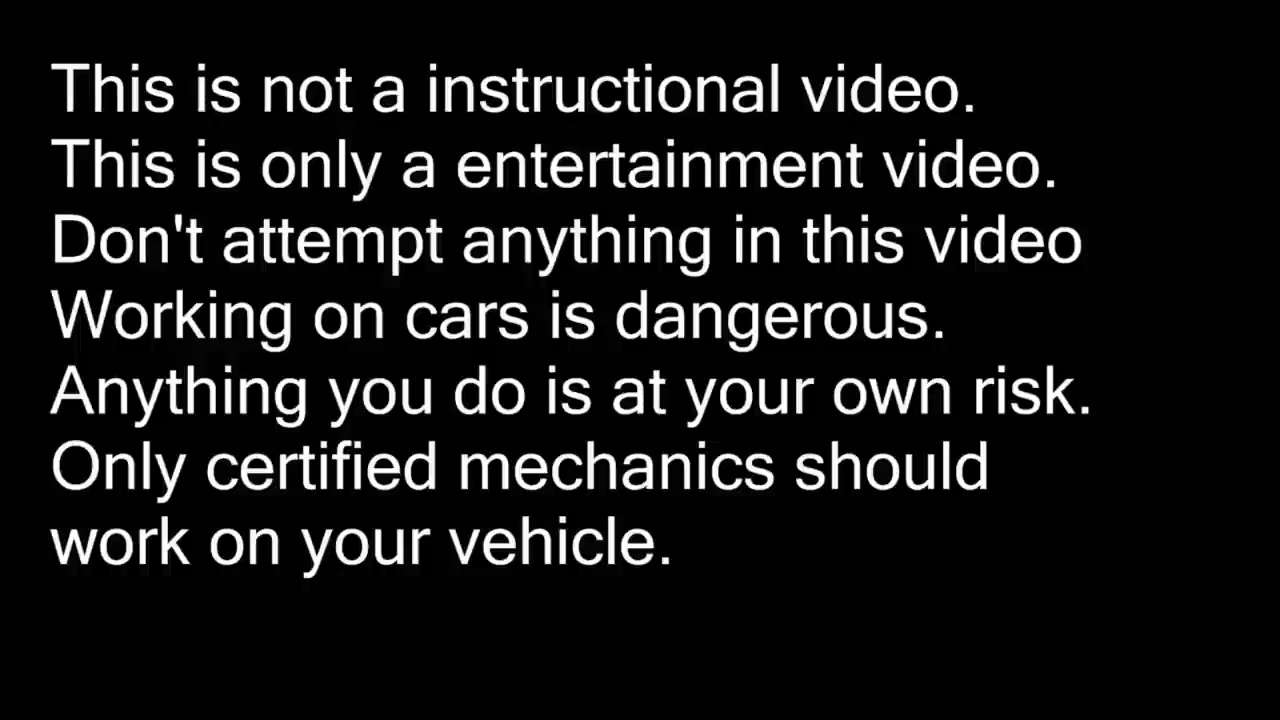 This is not a instructional video.
This is only a entertainment video.
Don't attempt anything in this video
Working on cars is dangerous.
Anything you do is at your own risk.
Only certified mechanics should
work on your vehicle.